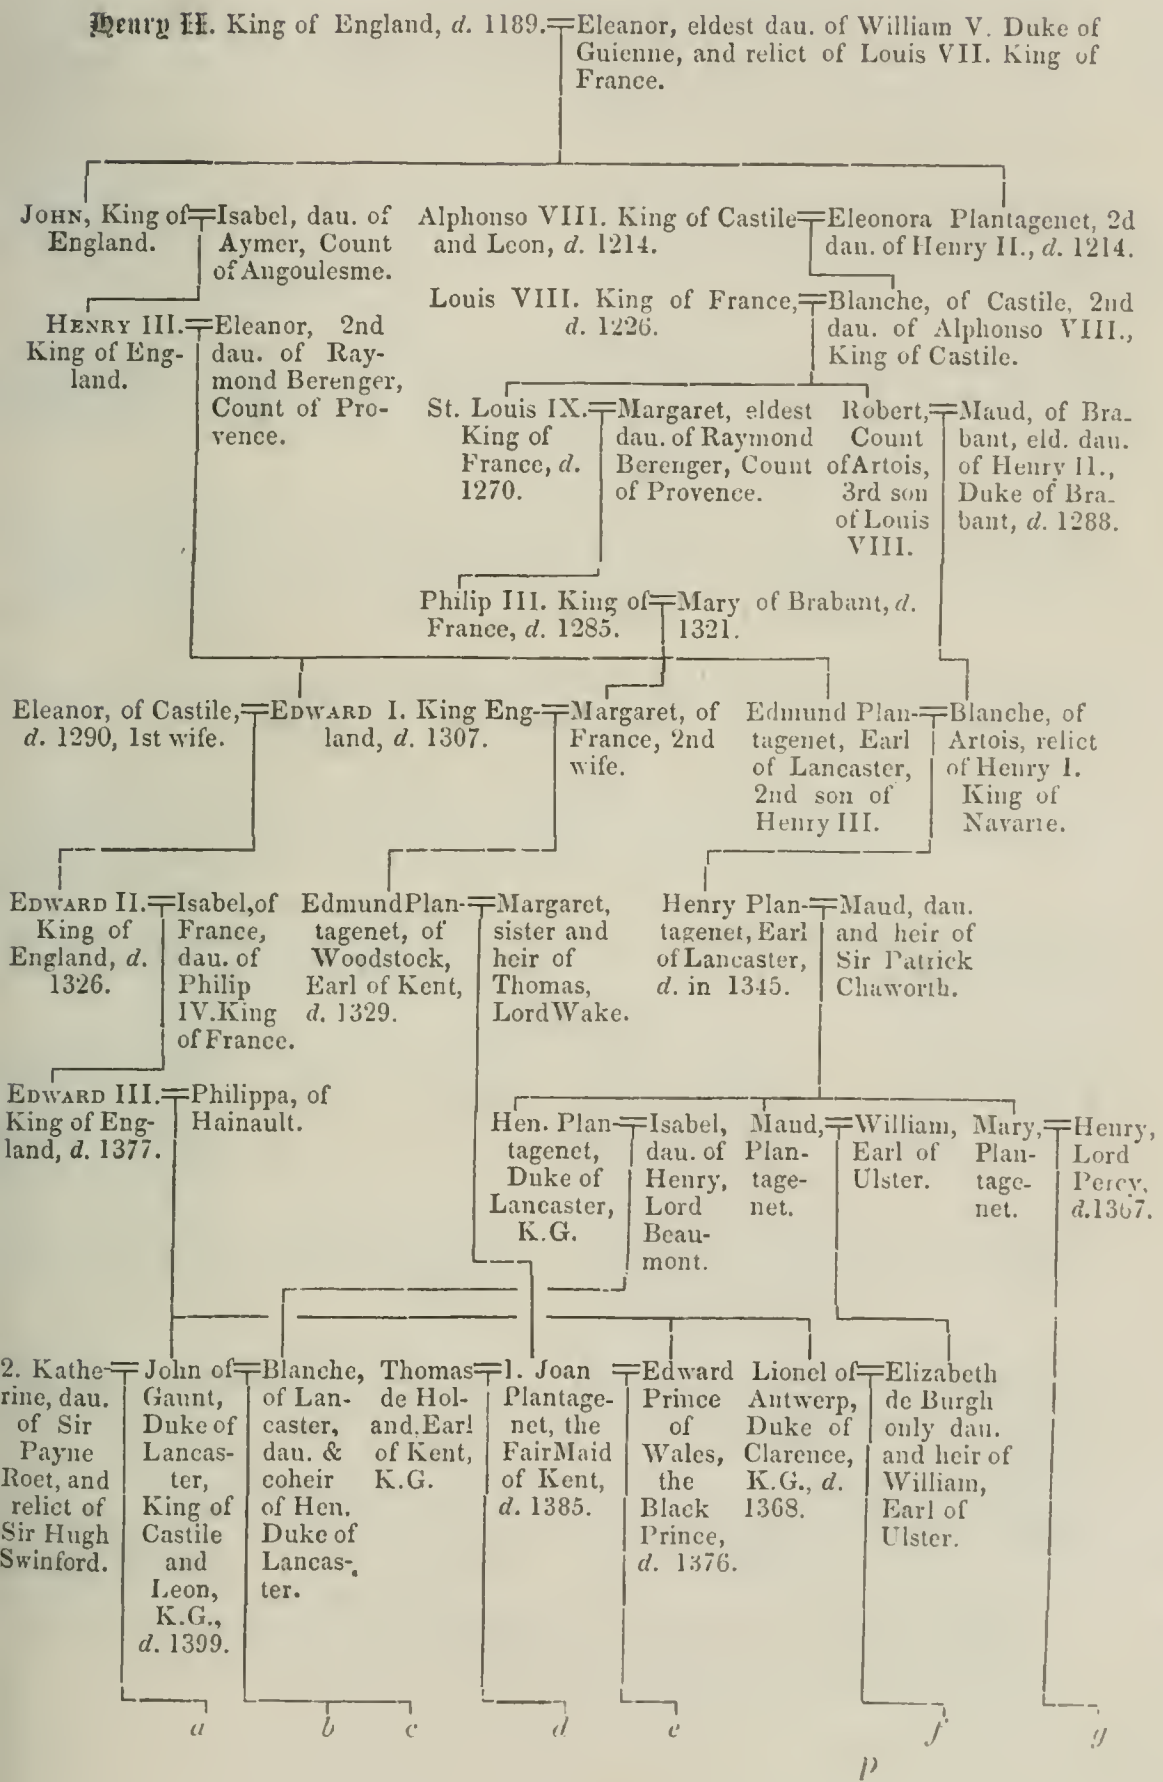 Henry II. King of England, d. 1189.=Eleanor, eldest dau. of William V. Duke of
Guienne, and relict of Louis VII. King of
France.
JOHN, King of=Isabel, dau. of
England.
Aymer, Count
of Angoulesme.
Alphonso VIII. King of Castile=Eleonora Plantagenet, 2d
and Leon, d. 1214.
dau. of Henry II., d. 1214.
Louis VIII. King of France,=Blanche, of Castile, 2nd
d. 1226.
dau. of Alphonso VIII.,
King of Castile.
HENRY III.=Eleanor, 2nd
King of Eng-
land.
dau. of Ray-
mond Berenger,
Count of Pro-
vence.
St. Louis IX.=Margaret, eldest
King of
France, d.
1270.
dau. of Raymond
Berenger, Count
of Provence.
Robert,=Maud, of Bra-
Count
of Artois,
3rd son
of Louis
VIII.
bant, eld. dau.
of Henry II.,
Duke of Bra-
bant, d. 1288.
Philip III. King of=Mary of Brabant, d.
France, d. 1285.
1321.
Eleanor, of Castile,=EDWARD I. King Eng-=Margaret, of
d. 1290, 1st wife.
land, d. 1307.
France, 2nd
wife.
Edmund Plan-=Blanche, of
tagenet, Earl
of Lancaster,
2nd son of
Henry III.
Artois, relict
of Henry I.
King of
Navarre.
EDWARD II.=Isabel, of
King of
England, d.
1326.
France,
dau. of
Philip
IV. King
of France.
Edmund Plan-=Margaret,
tagenet, of
Woodstock,
Earl of Kent,
d. 1329.
sister and
heir of
Thomas,
Lord Wake.
Henry Plan-=Maud, dau.
tagenet, Earl
of Lancaster,
d. in 1345.
and heir of
Sir Patrick
Chaworth.
EDWARD III.=Philippa, of
King of Eng-
land, d. 1377.
Hainault.
Hen. Plan-=Isabel,
tagenet,
Duke of
Lancaster,
K.G.
dau. of
Henry,
Lord
Beau-
mont.
Maud,=William,
Plan-
tage-
net.
Earl of
Ulster.
Mary,=Henry,
Plan-
tage-
net.
Lord
Percy,
d. 1367.
2. Kathe-=John of=Blanche,
rine, dau.
of Sir
Payne
Roet, and
relict of
Sir Hugh
Swinford.
Gaunt,
Duke of
Lancas-
ter,
King of
Castile
and
Leon,
K.G.,
d. 1399.
of Lan-
caster,
dau. &
coheir
of Hen.
Duke of
Lancas-
ter.
Thomas=1. Joan
de Hol-
and, Earl
of Kent,
K.G.
Plantage-
net, the
Fair Maid
of Kent,
d. 1385.
=Edward
Prince
of
Wales,
the
Black
Prince,
d. 1376.
Lionel of=Elizabeth
Antwerp,
Duke of
Clarence,
K.G., d.
1368.
de Burgh
only dau.
and heir of
William,
Earl of
Ulster.
a b c d e f g
p